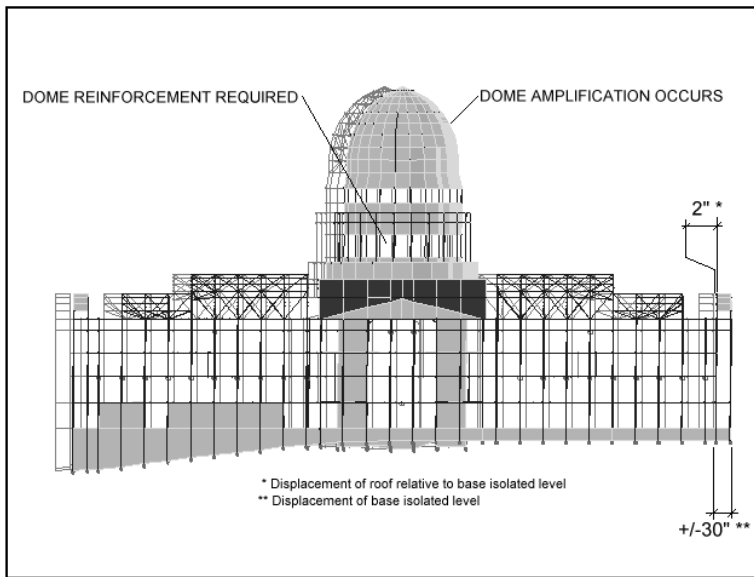 DOME REINFORCEMENT REQUIRED
DOME AMPLIFICATION OCCURS
2" *
* Displacement of roof relative to base isolated level
** Displacement of base isolated level
+/-30" **